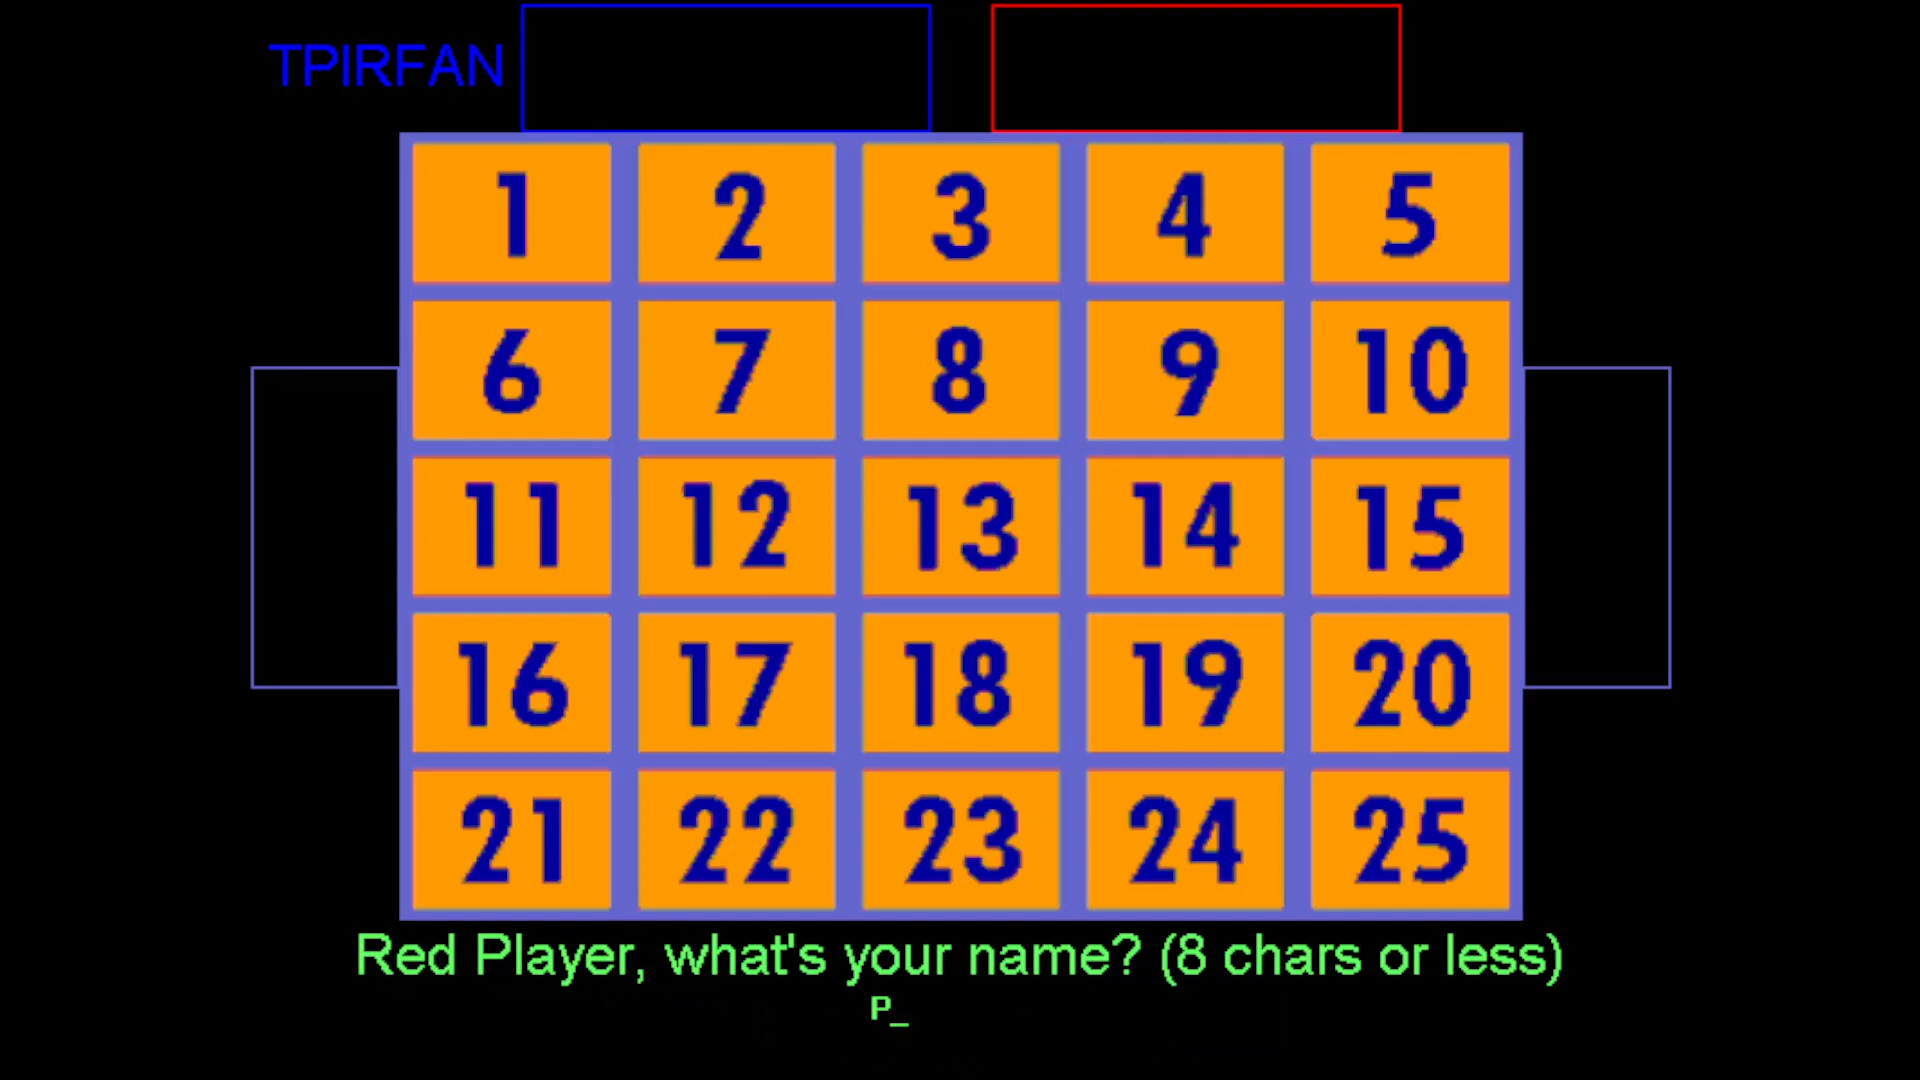 TPIRFAN
1 2 3 4 5
6 7 8 9 10
11 12 13 14 15
16 17 18 19 20
21 22 23 24 25
Red Player, what's your name? (8 chars or less)
P_